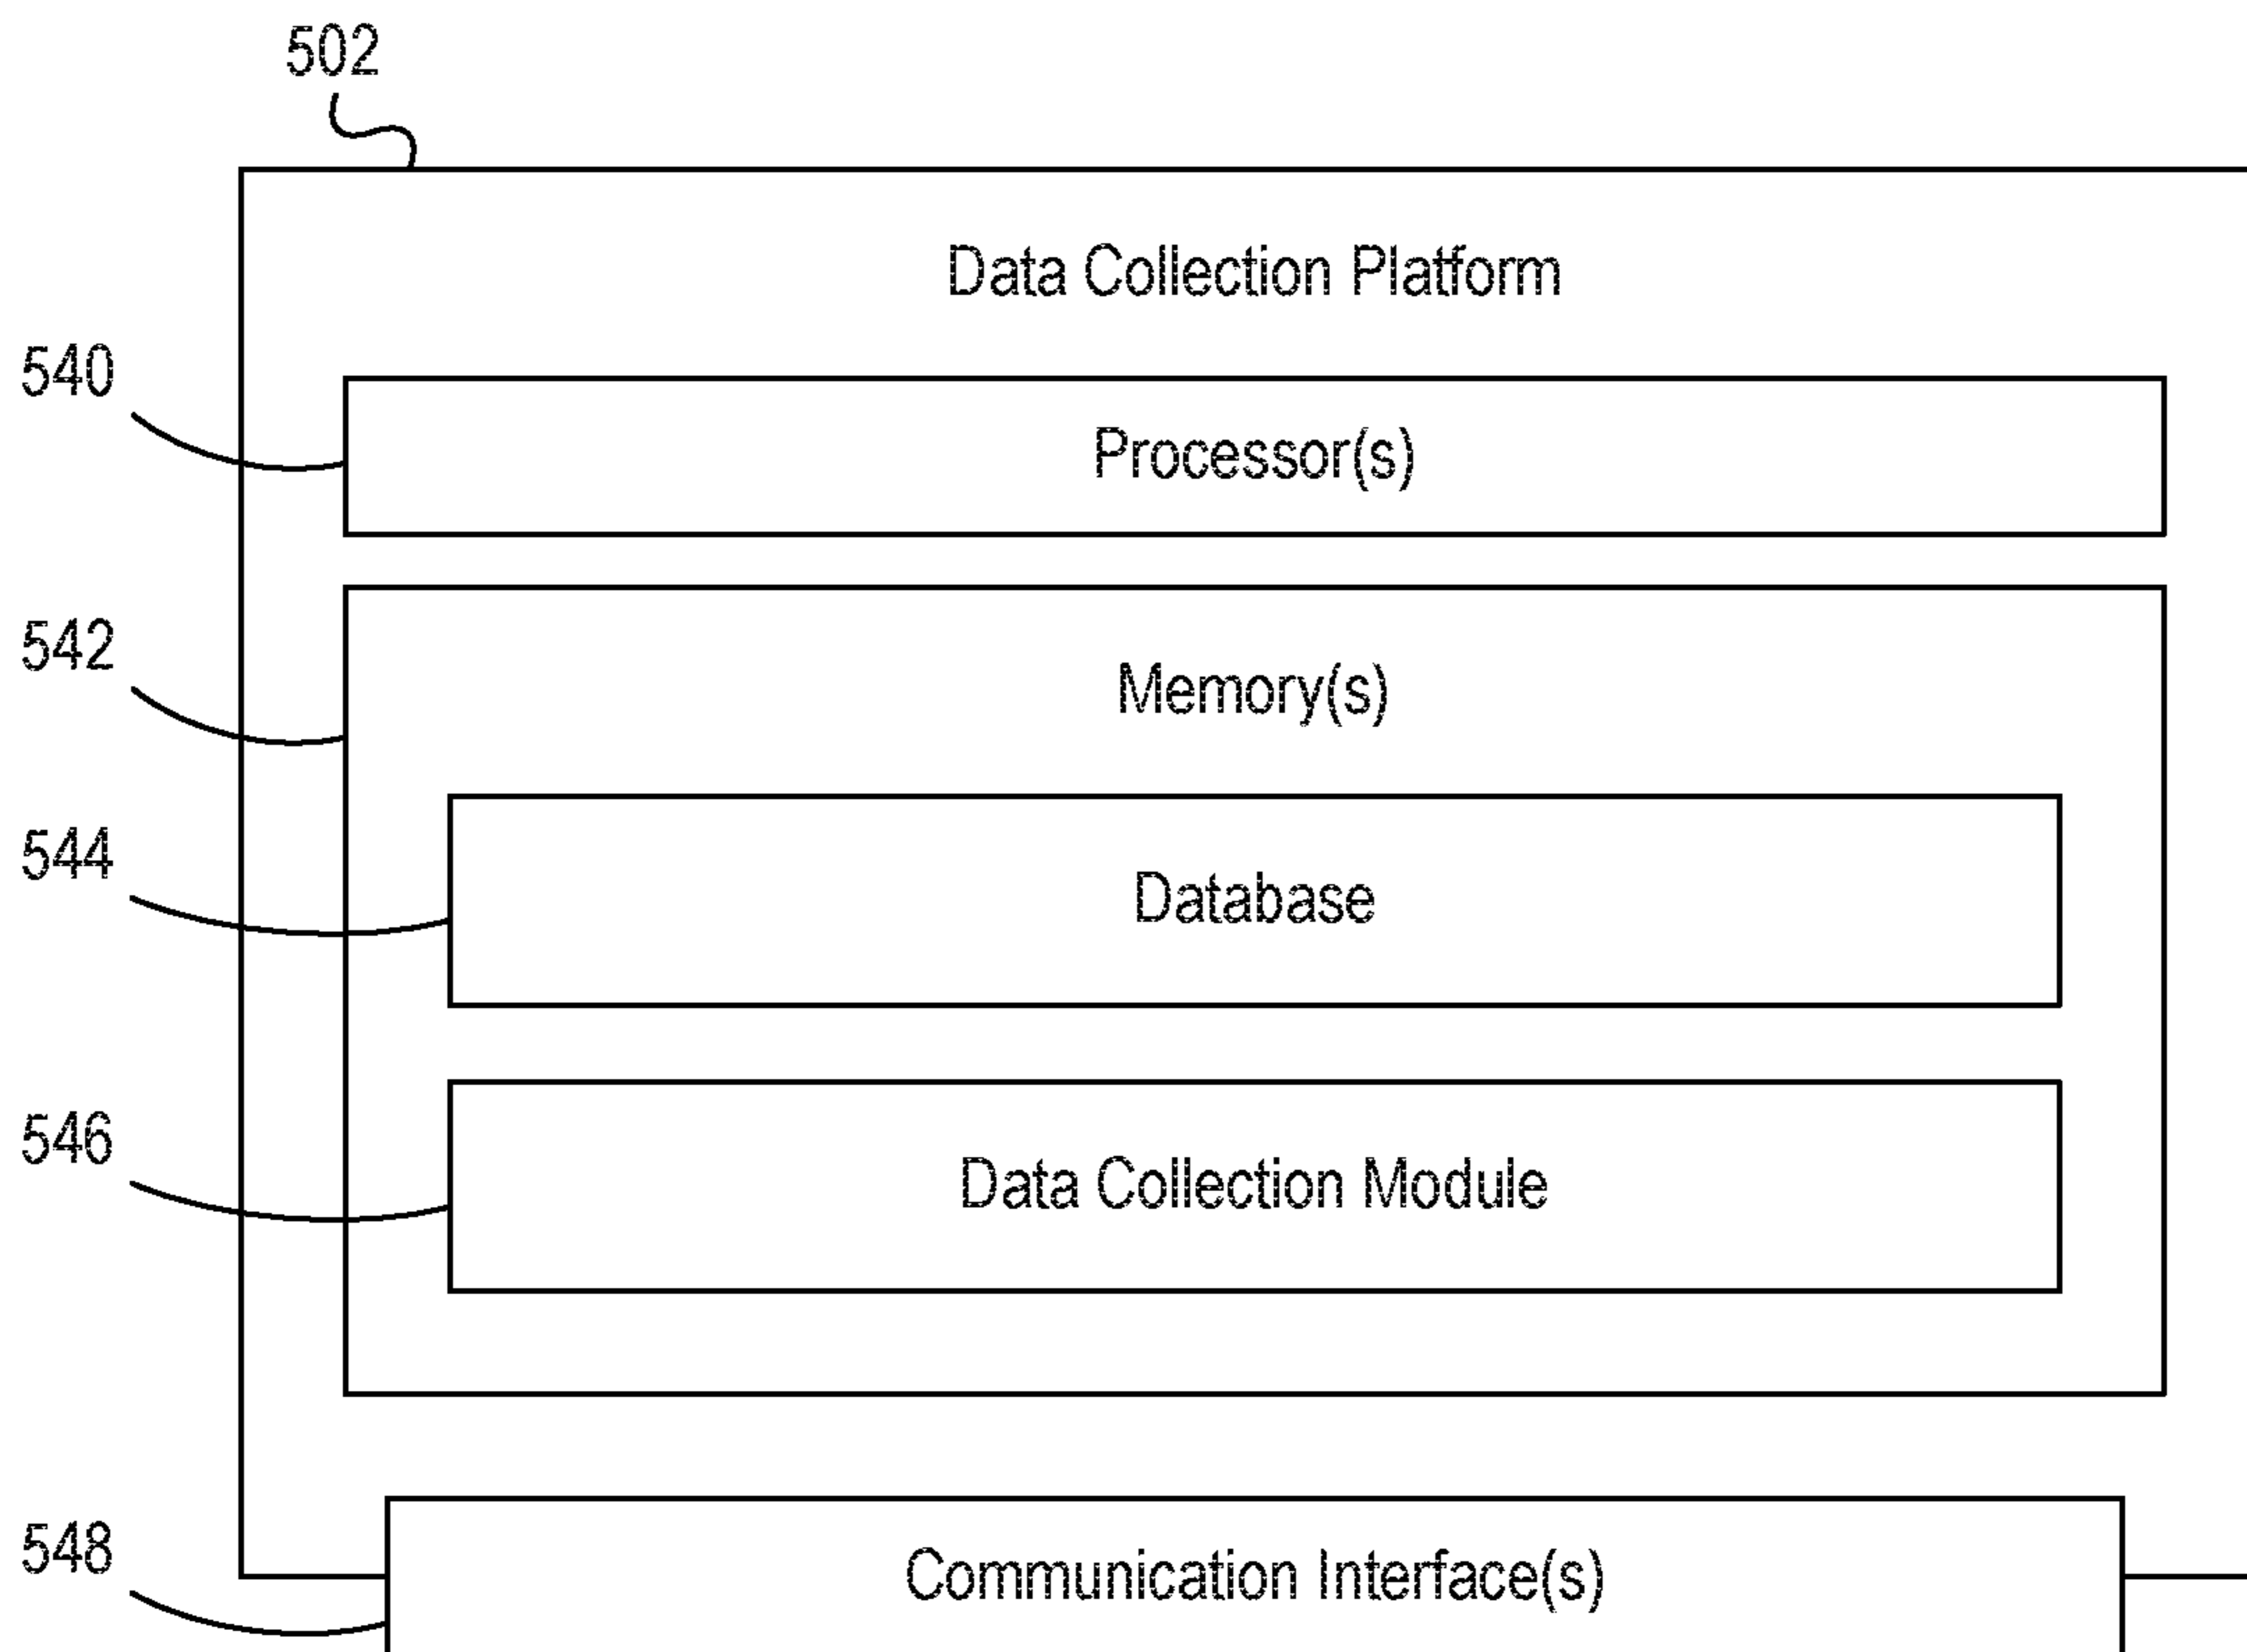 502
Data Collection Platform
540
Processor(s)
542
Memory(s)
544
Database
546
Data Collection Module
548
Communication Interface(s)